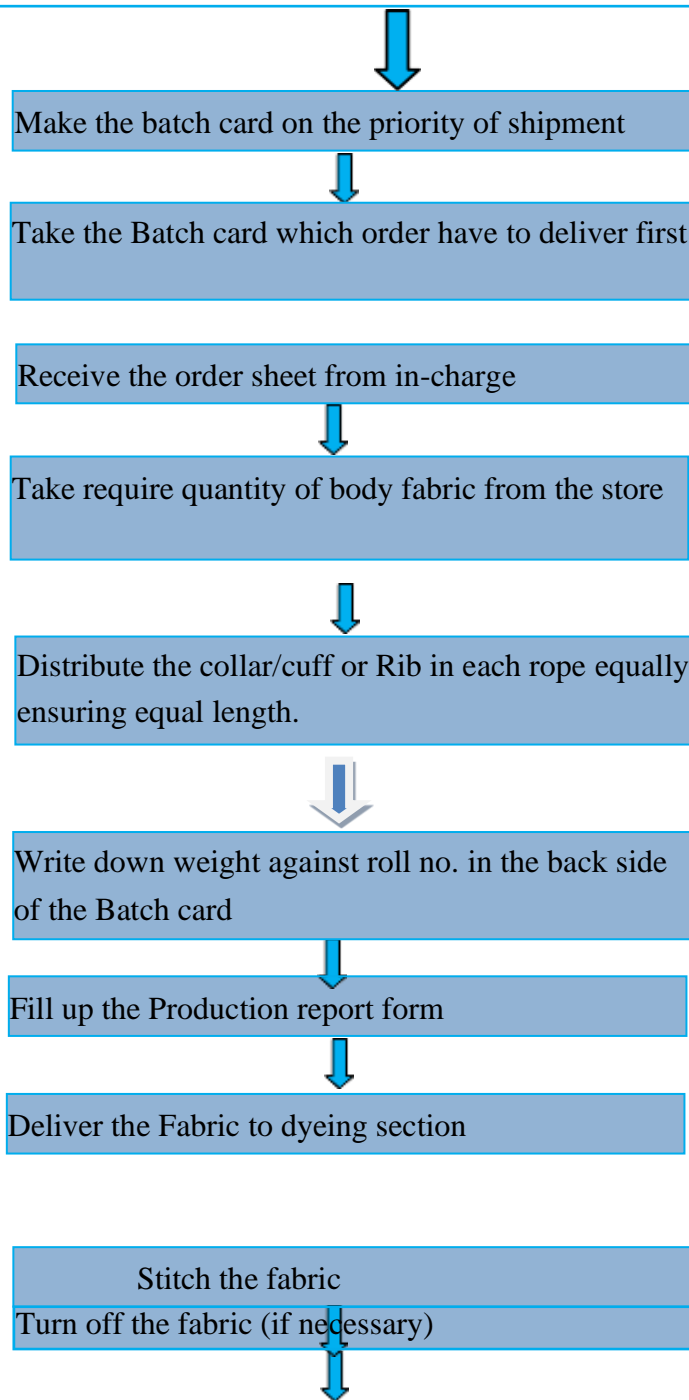 Make the batch card on the priority of shipment
Take the Batch card which order have to deliver first
Receive the order sheet from in-charge
Take require quantity of body fabric from the store
Distribute the collar/cuff or Rib in each rope equally
ensuring equal length.
Write down weight against roll no. in the back side
of the Batch card
Fill up the Production report form
Deliver the Fabric to dyeing section
Stitch the fabric
Turn off the fabric (if necessary)